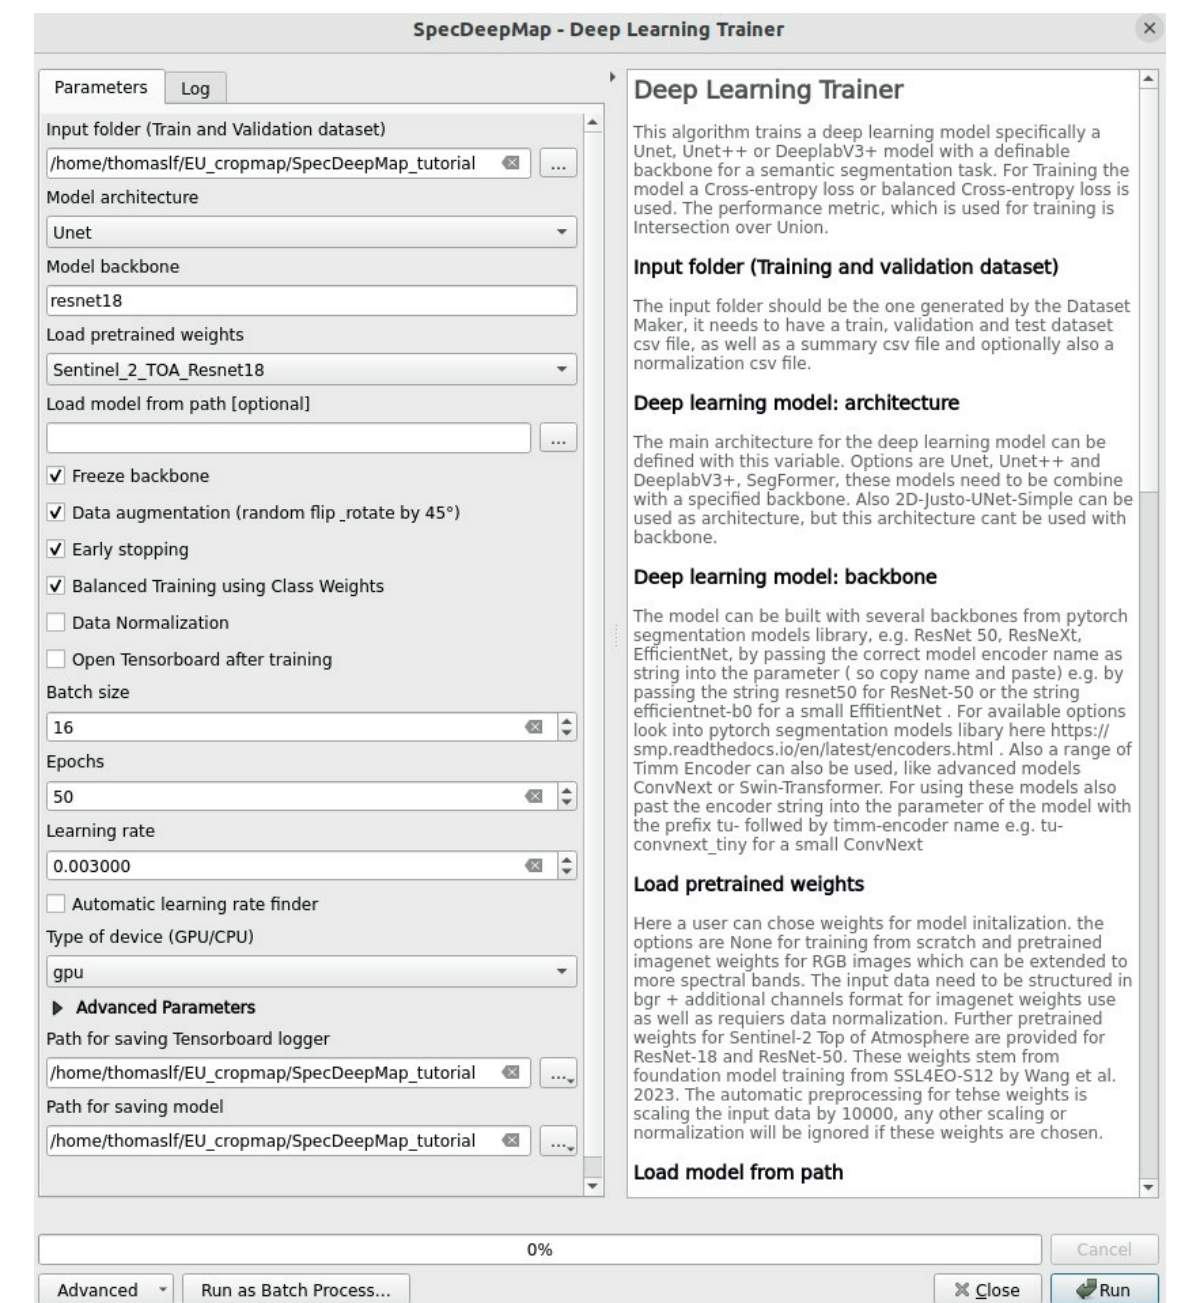 SpecDeepMap - Deep Learning Trainer
Parameters
Log
Input folder (Train and Validation dataset)
/home/thomaslf/EU_cropmap/SpecDeepMap_tutorial
...
Model architecture
Unet
Model backbone
resnet18
Load pretrained weights
Sentinel_2_TOA_Resnet18
Load model from path [optional]
...
Freeze backbone
Data augmentation (random flip _rotate by 45°)
Early stopping
Balanced Training using Class Weights
Data Normalization
Open Tensorboard after training
Batch size
16
Epochs
50
Learning rate
0.003000
Automatic learning rate finder
Type of device (GPU/CPU)
gpu
Advanced Parameters
Path for saving Tensorboard logger
/home/thomaslf/EU_cropmap/SpecDeepMap_tutorial
...
Path for saving model
/home/thomaslf/EU_cropmap/SpecDeepMap_tutorial
...
Deep Learning Trainer
This algorithm trains a deep learning model specifically a
Unet, Unet++ or DeeplabV3+ model with a definable
backbone for a semantic segmentation task. For Training the
model a Cross-entropy loss or balanced Cross-entropy loss is
used. The performance metric, which is used for training is
Intersection over Union.
Input folder (Training and validation dataset)
The input folder should be the one generated by the Dataset
Maker, it needs to have a train, validation and test dataset
csv file, as well as a summary csv file and optionally also a
normalization csv file.
Deep learning model: architecture
The main architecture for the deep learning model can be
defined with this variable. Options are Unet, Unet++ and
DeeplabV3+, SegFormer, these models need to be combine
with a specified backbone. Also 2D-Justo-UNet-Simple can be
used as architecture, but this architecture cant be used with
backbone.
Deep learning model: backbone
The model can be built with several backbones from pytorch
segmentation models library, e.g. ResNet 50, ResNeXt,
EfficientNet, by passing the correct model encoder name as
string into the parameter ( so copy name and paste) e.g. by
passing the string resnet50 for ResNet-50 or the string
efficientnet-b0 for a small EffitientNet . For available options
look into pytorch segmentation models libary here https://
smp.readthedocs.io/en/latest/encoders.html . Also a range of
Timm Encoder can also be used, like advanced models
ConvNext or Swin-Transformer. For using these models also
past the encoder string into the parameter of the model with
the prefix tu- follwed by timm-encoder name e.g. tu-
convnext_tiny for a small ConvNext
Load pretrained weights
Here a user can chose weights for model initalization. the
options are None for training from scratch and pretrained
imagenet weights for RGB images which can be extended to
more spectral bands. The input data need to be structured in
bgr + additional channels format for imagenet weights use
as well as requiers data normalization. Further pretrained
weights for Sentinel-2 Top of Atmosphere are provided for
ResNet-18 and ResNet-50. These weights stem from
foundation model training from SSL4EO-S12 by Wang et al.
2023. The automatic preprocessing for tehse weights is
scaling the input data by 10000, any other scaling or
normalization will be ignored if these weights are chosen.
Load model from path
0%
Cancel
Advanced
Run as Batch Process...
Close
Run